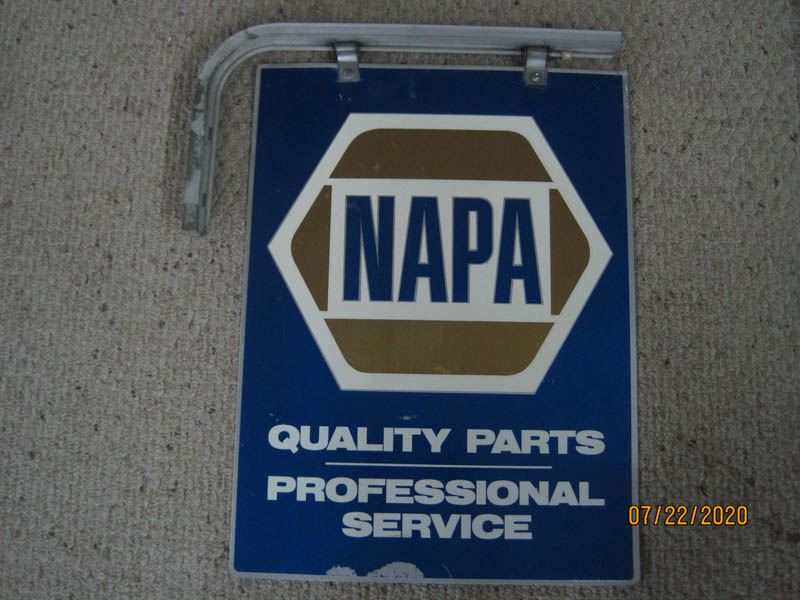 NAPA
QUALITY PARTS
PROFESSIONAL
SERVICE
07/22/2020